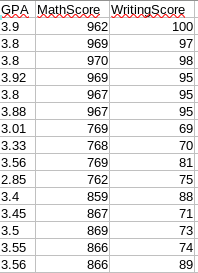 GPA MathScore WritingScore
3.9 962 100
3.8 969 97
3.8 970 98
3.92 969 95
3.8 967 95
3.88 967 95
3.01 769 69
3.33 768 70
3.56 769 81
2.85 762 75
3.4 859 88
3.45 867 71
3.5 869 73
3.55 866 74
3.56 866 89